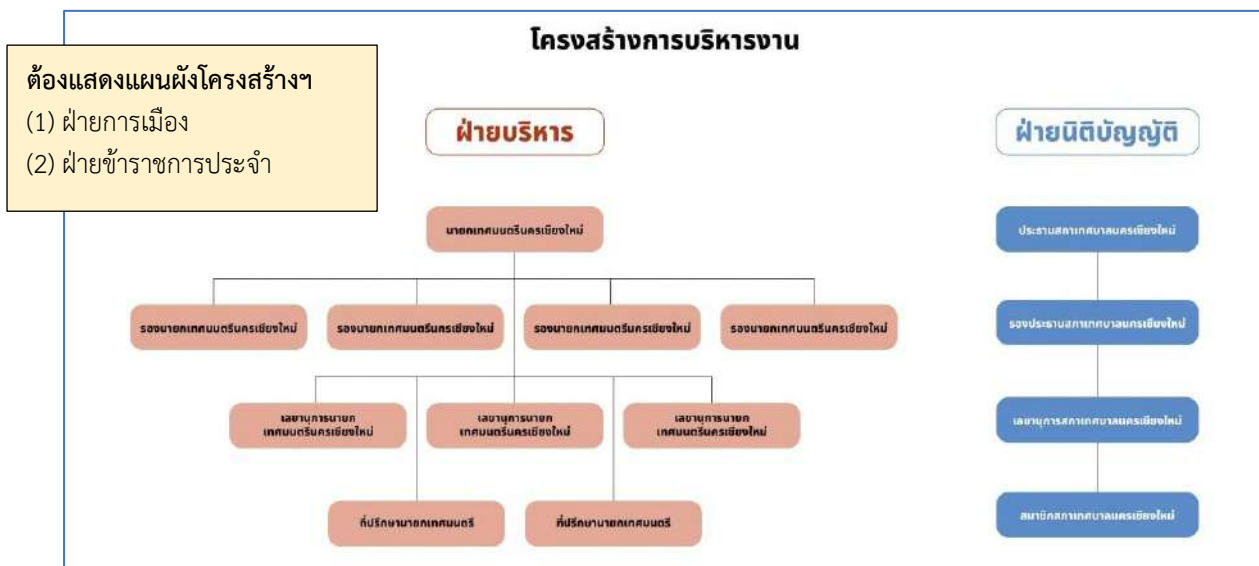 โครงสร้างการบริหารงาน
ต้องแสดงแผนผังโครงสร้างฯ
(1) ฝ่ายการเมือง
(2) ฝ่ายข้าราชการประจำ
ฝ่ายบริหาร
นายกเทศมนตรีนครเชียงใหม่
รองนายกเทศมนตรีนครเชียงใหม่
รองนายกเทศมนตรีนครเชียงใหม่
รองนายกเทศมนตรีนครเชียงใหม่
รองนายกเทศมนตรีนครเชียงใหม่
เลขานุการนายก
เทศมนตรีนครเชียงใหม่
เลขานุการนายก
เทศมนตรีนครเชียงใหม่
เลขานุการนายก
เทศมนตรีนครเชียงใหม่
ที่ปรึกษานายกเทศมนตรี
ที่ปรึกษานายกเทศมนตรี
ฝ่ายนิติบัญญัติ
ประธานสภาเทศบาลนครเชียงใหม่
รองประธานสภาเทศบาลนครเชียงใหม่
เลขานุการสภาเทศบาลนครเชียงใหม่
สมาชิกสภาเทศบาลนครเชียงใหม่